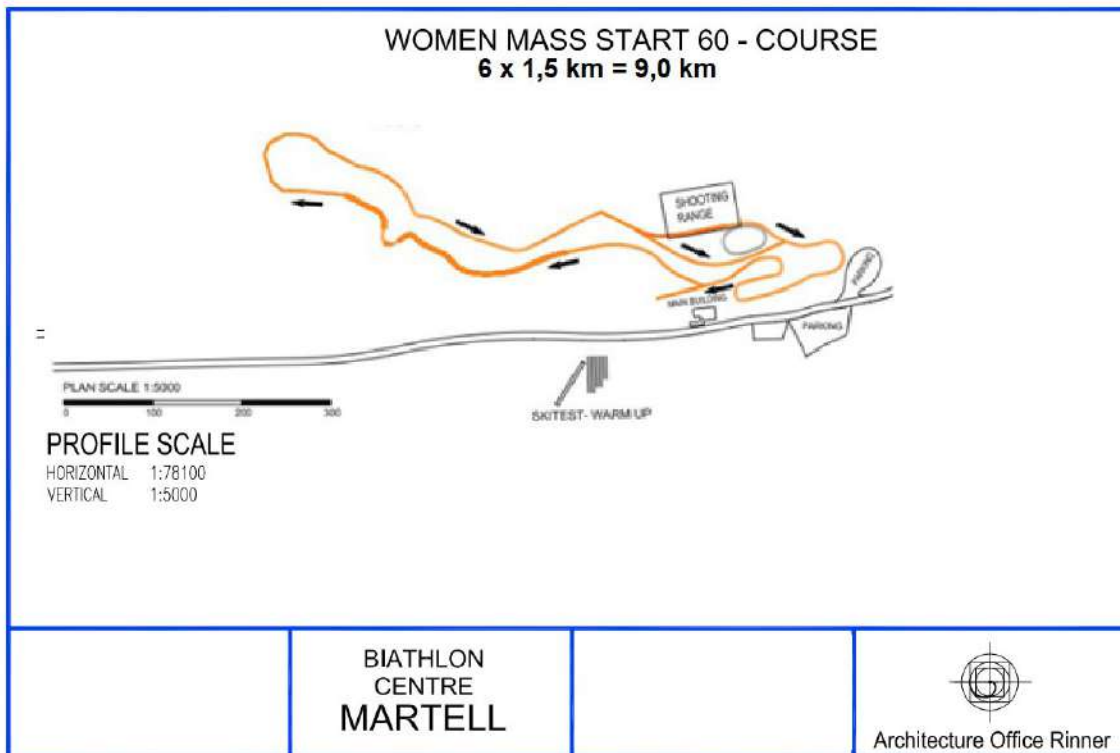 WOMEN MASS START 60 - COURSE
6 x 1,5 km = 9,0 km
SHOOTING
RANGE
MAIN BUILDING
PARKING
PARKING
PLAN SCALE 1:5000
0 100 200 300
SKITEST- WARM UP
PROFILE SCALE
HORIZONTAL 1:78100
VERTICAL 1:5000
BIATHLON
CENTRE
MARTELL
Architecture Office Rinner